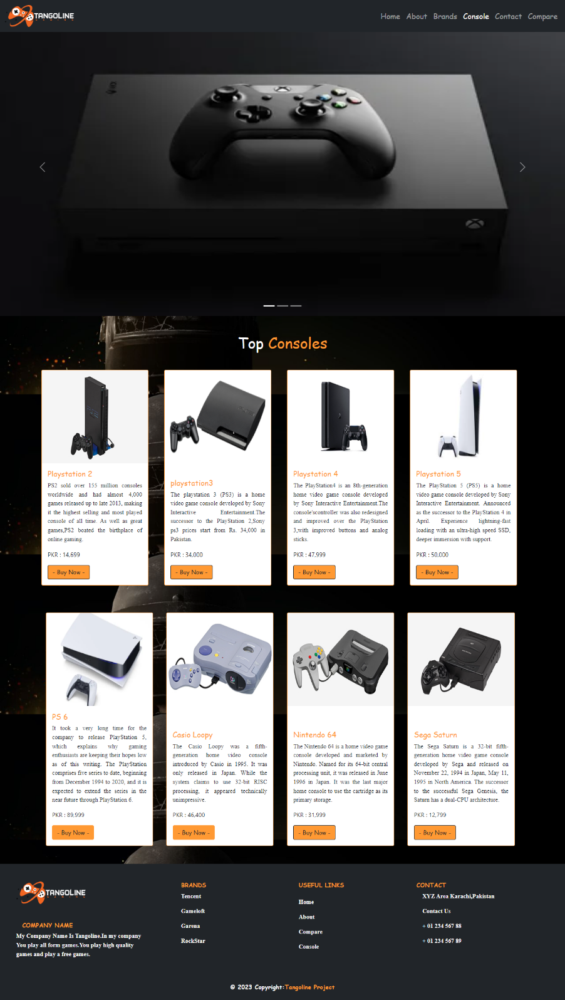 TANGOLINE
GAMING
Home About Brands Console Contact Compare
Top Consoles
Playstation 2
PS2 sold over 155 million consoles
worldwide and had almost 4,000
games released up to late 2013, making
it the highest selling and most played
console of all time. As well as great
games,PS2 boated the birthplace of
online gaming.
PKR : 14,699
- Buy Now -
playstation3
The playstation 3 (PS3) is a home
video game console developed by Sony
Interactive Entertainment.The
successor to the PlayStation 2,Sony
ps3 prices start from Rs. 34,000 in
Pakistan.
PKR : 34,000
- Buy Now -
Playstation 4
The PlayStation4 is an 8th-generation
home video game console developed
by Sony Interactive Entertainment.The
console'scontroller was also redesigned
and improved over the PlayStation
3,with improved buttons and analog
sticks.
PKR : 47,999
- Buy Now -
Playstation 5
The PlayStation 5 (PS5) is a home
video game console developed by Sony
Interactive Entertainment. Announced
as the successor to the PlayStation 4 in
April. Experience lightning-fast
loading with an ultra-high speed SSD,
deeper immersion with support.
PKR : 50,000
- Buy Now -
PS 6
It took a very long time for the
company to release PlayStation 5,
which explains why gaming
enthusiasts are keeping their hopes low
as of this writing. The PlayStation
comprises five series to date, beginning
from December 1994 to 2020, and it is
expected to extend the series in the
near future through PlayStation 6.
PKR : 89,999
- Buy Now -
Casio Loopy
The Casio Loopy was a fifth-
generation home video console
introduced by Casio in 1995. It was
only released in Japan. While the
system claims to use 32-bit RISC
processing, it appeared technically
unimpressive.
PKR : 46,400
- Buy Now -
Nintendo 64
The Nintendo 64 is a home video game
console developed and marketed by
Nintendo. Named for its 64-bit central
processing unit, it was released in June
1996 in Japan. It was the last major
home console to use the cartridge as its
primary storage.
PKR : 31,999
- Buy Now -
Sega Saturn
The Sega Saturn is a 32-bit fifth-
generation home video game console
developed by Sega and released on
November 22, 1994 in Japan, May 11,
1995 in North America. The successor
to the successful Sega Genesis, the
Saturn has a dual-CPU architecture.
PKR : 12,799
- Buy Now -
TANGOLINE
GAMING
COMPANY NAME
My Company Name Is Tangoline.In my company
You play all form games.You play high quality
games and play a free games.
BRANDS
Tencent
Gameloft
Garena
RockStar
USEFUL LINKS
Home
About
Compare
Console
CONTACT
XYZ Area Karachi,Pakistan
Contact Us
+ 01 234 567 88
+ 01 234 567 89
© 2023 Copyright:Tangoline Project